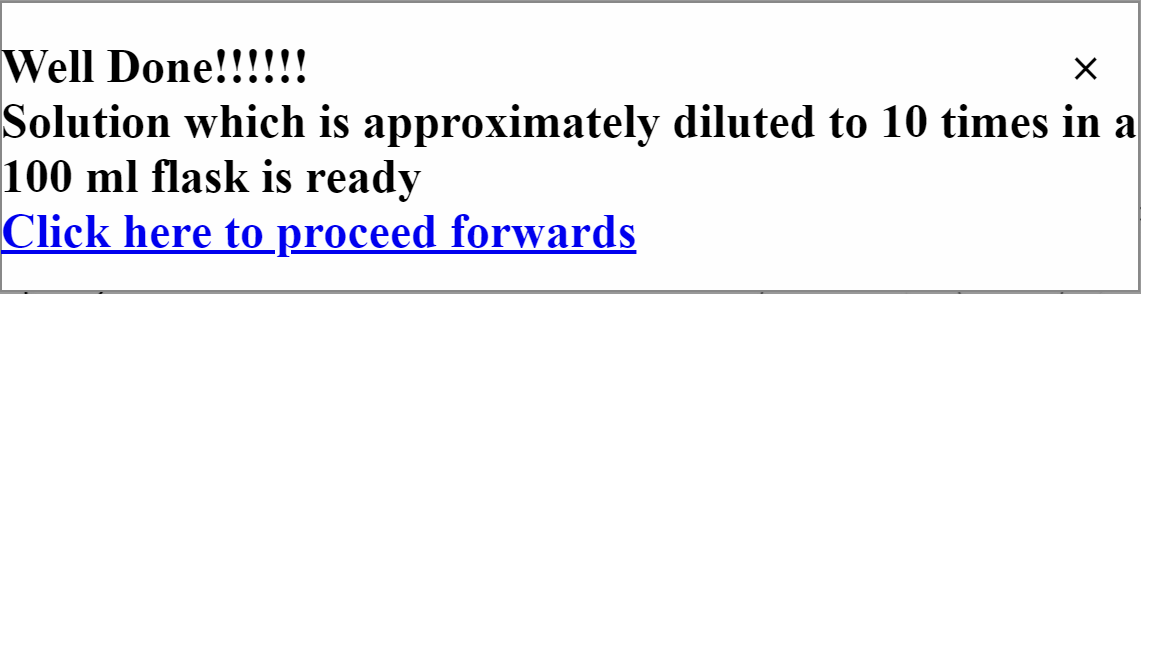 Well Done!!!!!!
Solution which is approximately diluted to 10 times in a
100 ml flask is ready
Click here to proceed forwards